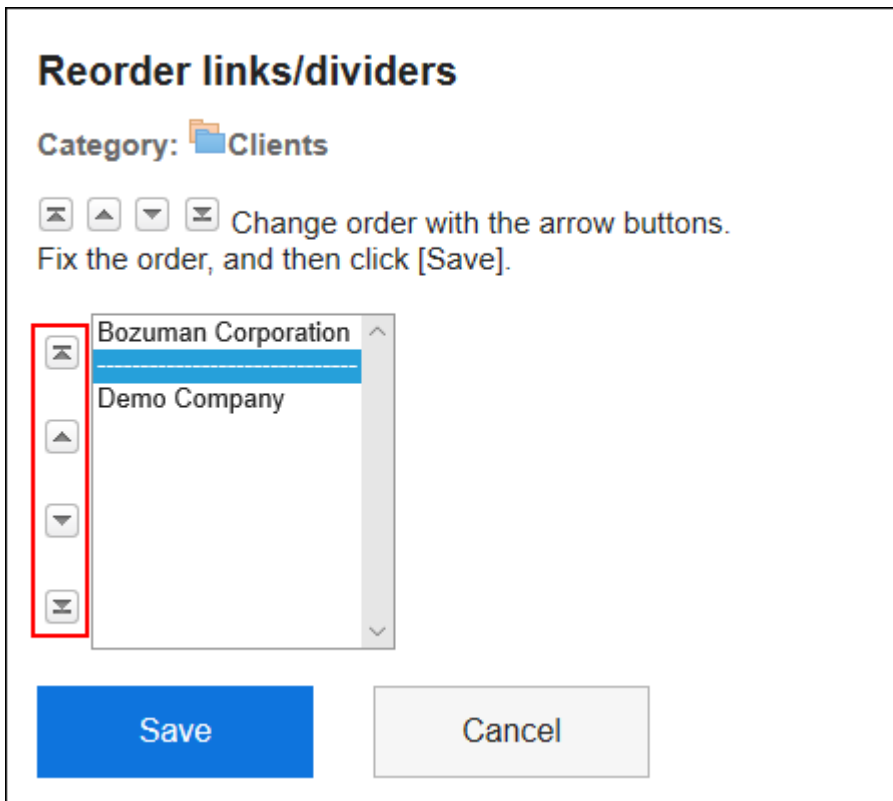 Reorder links/dividers
Category: Clients
Change order with the arrow buttons.
Fix the order, and then click [Save].
Bozuman Corporation
------------------------------
Demo Company
Save
Cancel